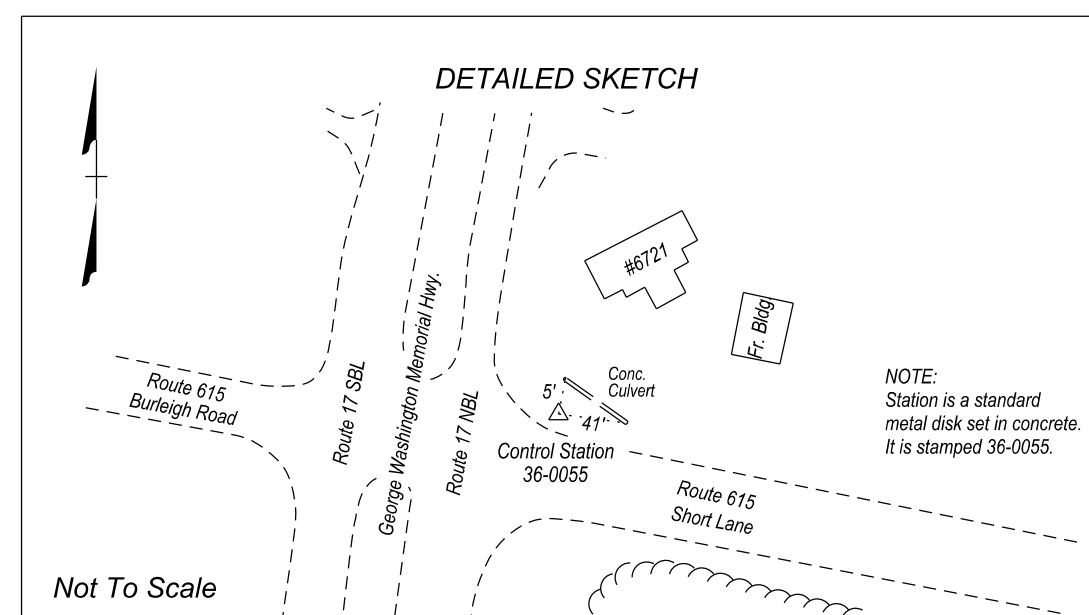 DETAILED SKETCH
#6721
Fr. Bldg
George Washington Memorial Hwy.
Route 615
Burleigh Road
Route 17 SBL
Route 17 NBL
5'
Conc.
Culvert
41'
Control Station
36-0055
NOTE:
Station is a standard
metal disk set in concrete.
It is stamped 36-0055.
Route 615
Short Lane
Not To Scale